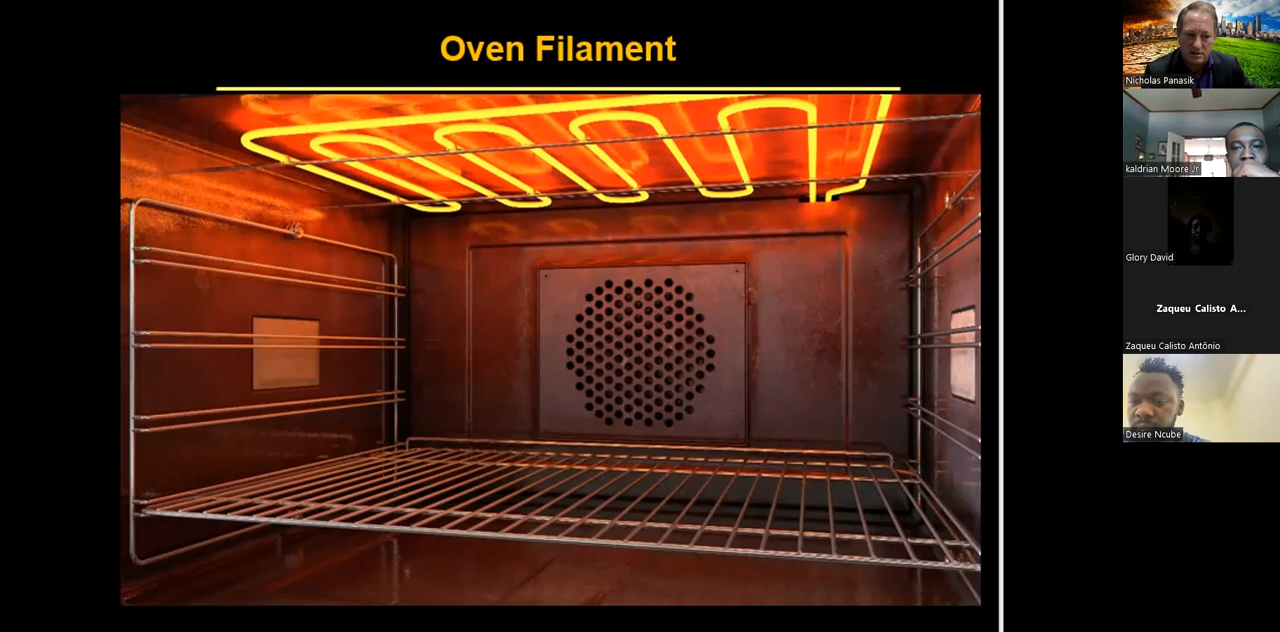 Oven Filament
Nicholas Panasik
kaldrian Moore Jr
Glory David
Zaqueu Calisto A...
Zaqueu Calisto Antônio
Desire Ncube